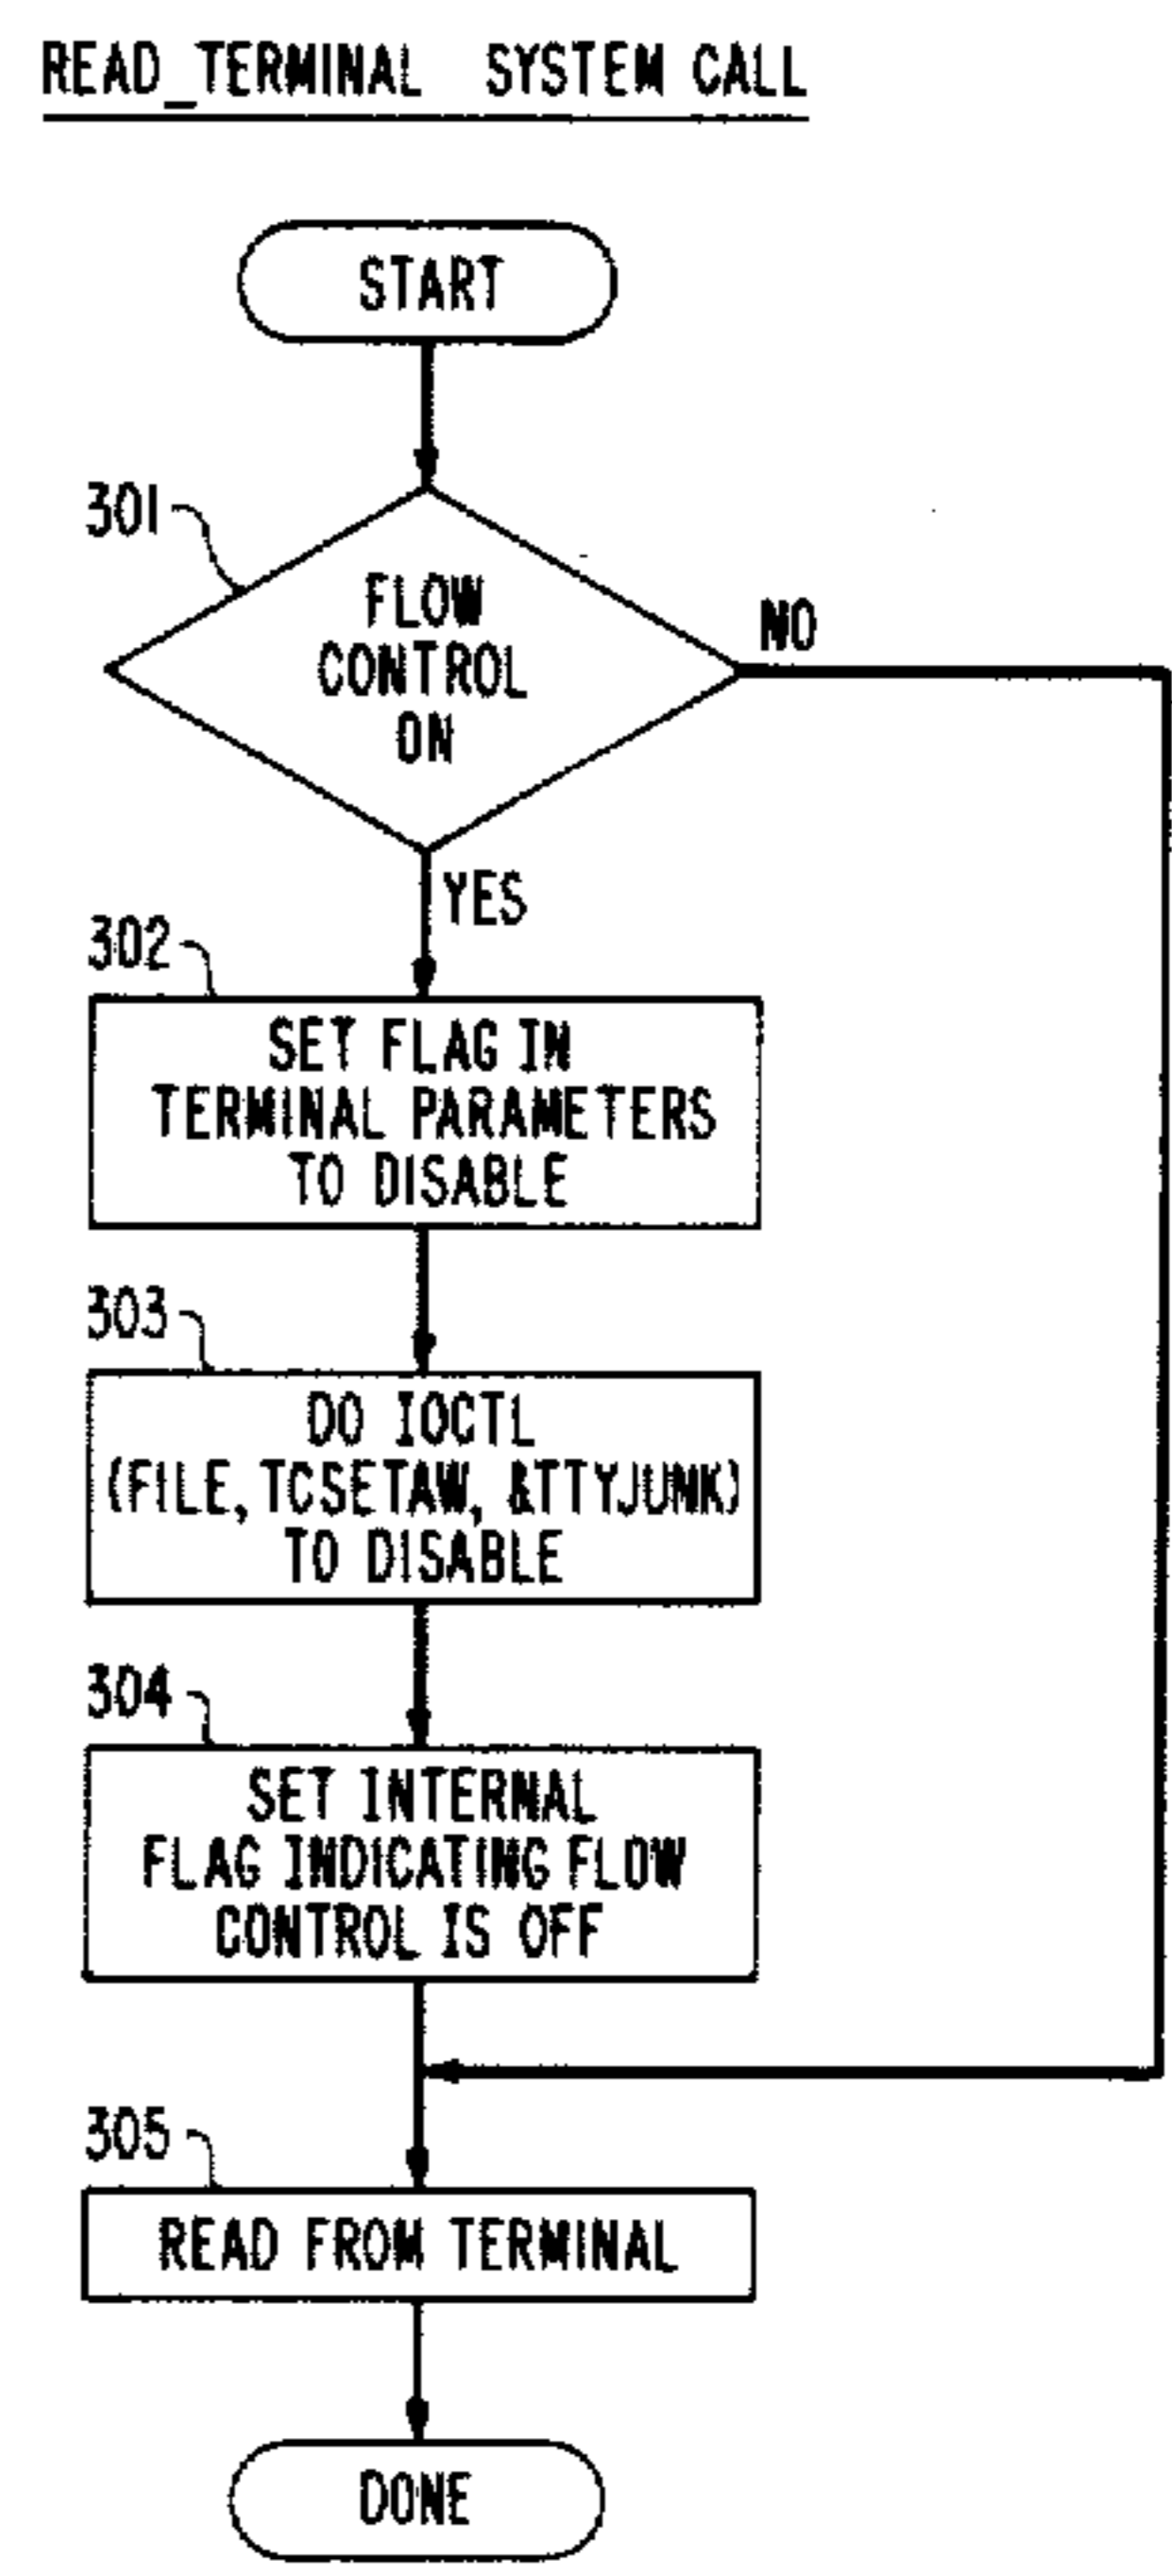 READ_TERMINAL SYSTEM CALL
START
301
FLOW
CONTROL
ON
NO
YES
302
SET FLAG IN
TERMINAL PARAMETERS
TO DISABLE
303
DO IOCTL
(FILE, TCSETAW, &TTYJUNK)
TO DISABLE
304
SET INTERNAL
FLAG INDICATING FLOW
CONTROL IS OFF
305
READ FROM TERMINAL
DONE